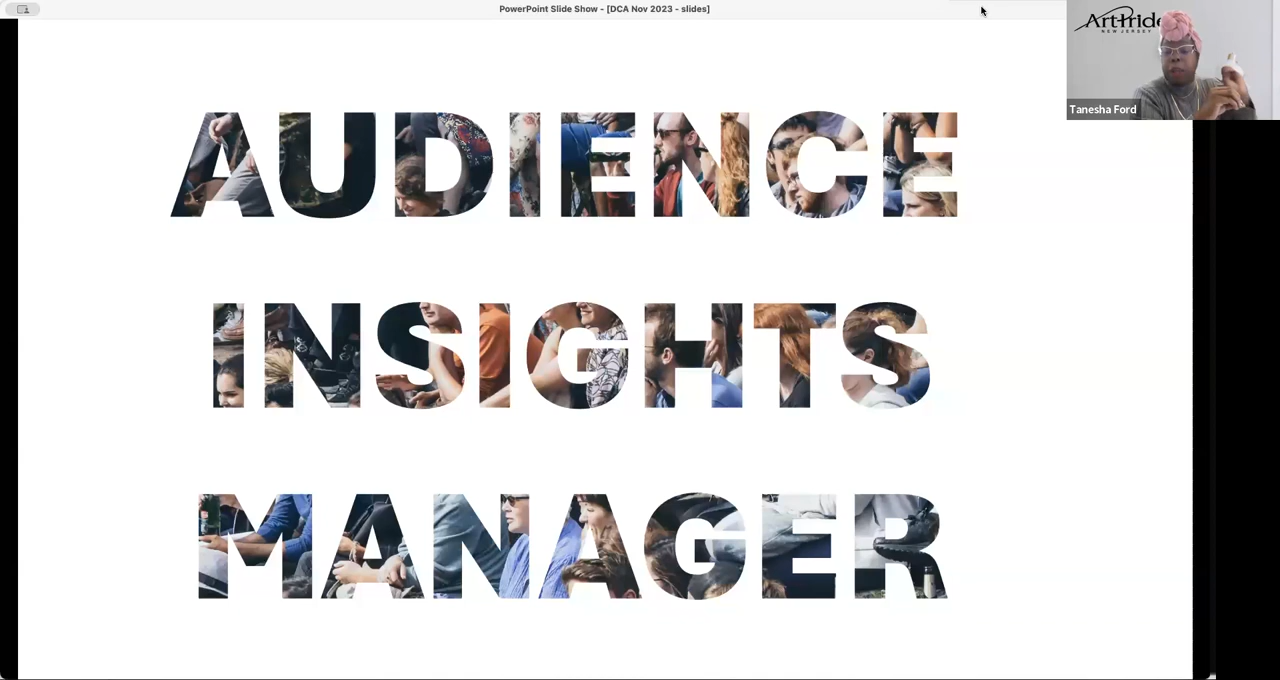 PowerPoint Slide Show - [DCA Nov 2023 - slides]
ArtPride
NEW JERSEY
Tanesha Ford
AUDIENCE
INSIGHTS
MANAGER